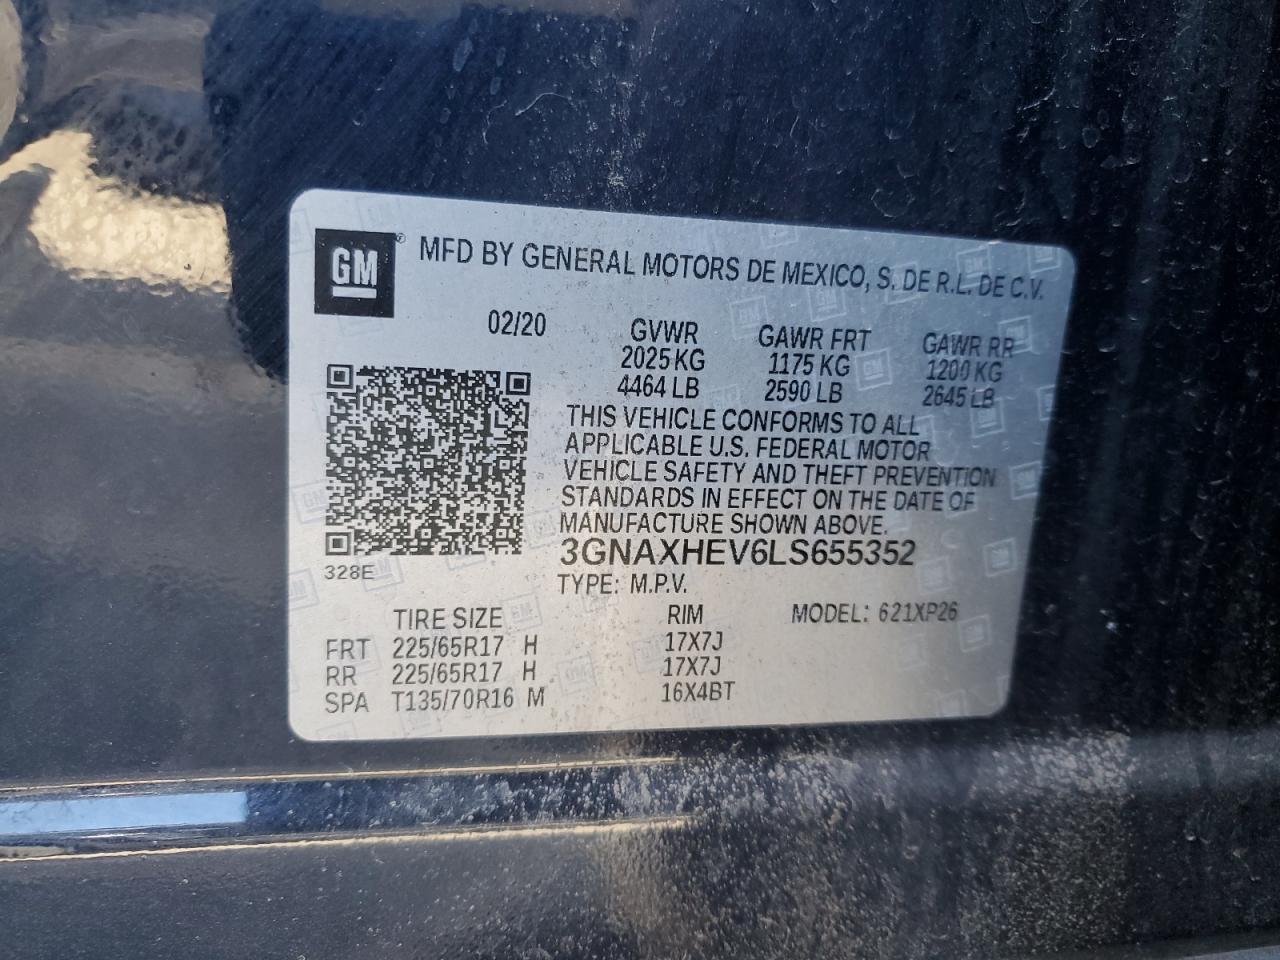 GM MFD BY GENERAL MOTORS DE MEXICO, S. DE R.L. DE C.V.
02/20 GVWR GAWR FRT GAWR RR
2025 KG 1175 KG 1200 KG
4464 LB 2590 LB 2645 LB
THIS VEHICLE CONFORMS TO ALL
APPLICABLE U.S. FEDERAL MOTOR
VEHICLE SAFETY AND THEFT PREVENTION
STANDARDS IN EFFECT ON THE DATE OF
MANUFACTURE SHOWN ABOVE.
3GNAXHEV6LS655352
328E TYPE: M.P.V.
TIRE SIZE RIM MODEL: 621XP26
FRT 225/65R17 H 17X7J
RR 225/65R17 H 17X7J
SPA T135/70R16 M 16X4BT